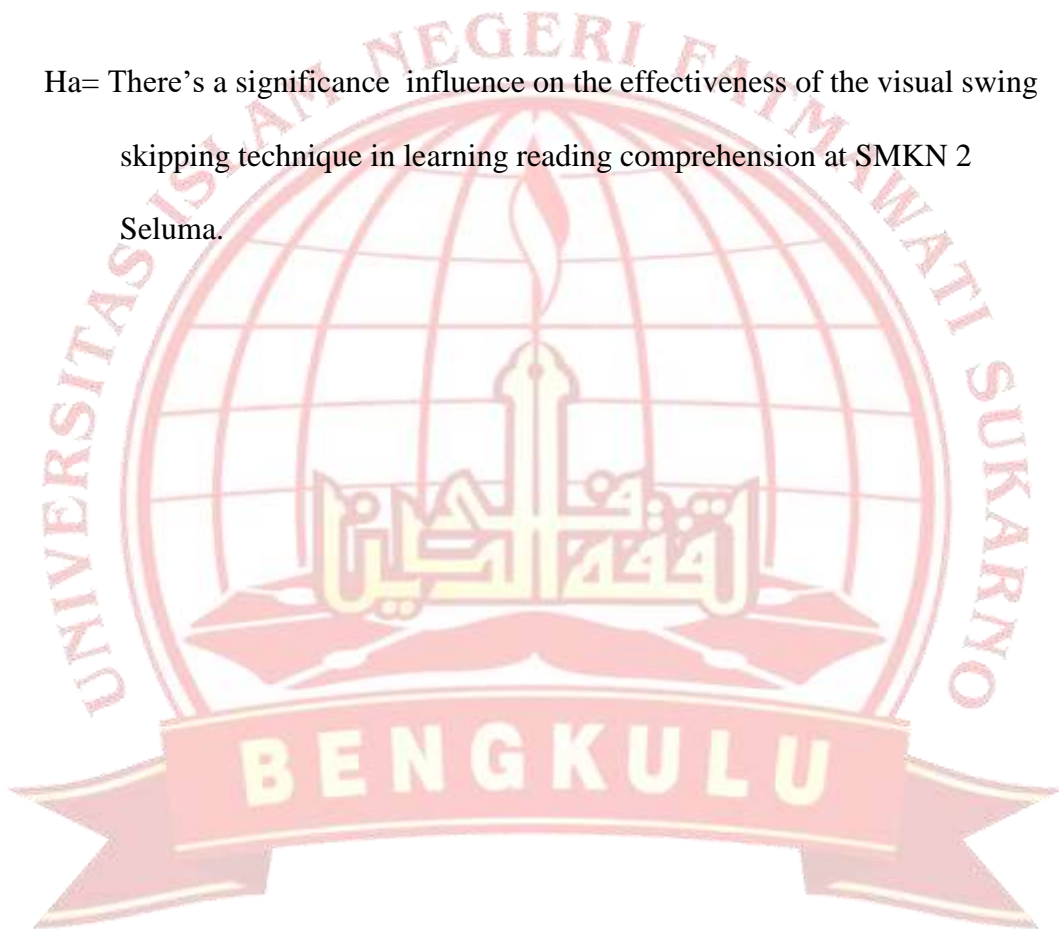 Ha= There’s a significance influence on the effectiveness of the visual swing
skipping technique in learning reading comprehension at SMKN 2
Seluma.
UNIVERSITAS ISLAM NEGERI FATMAWATI SUKARNO
BENGKULU